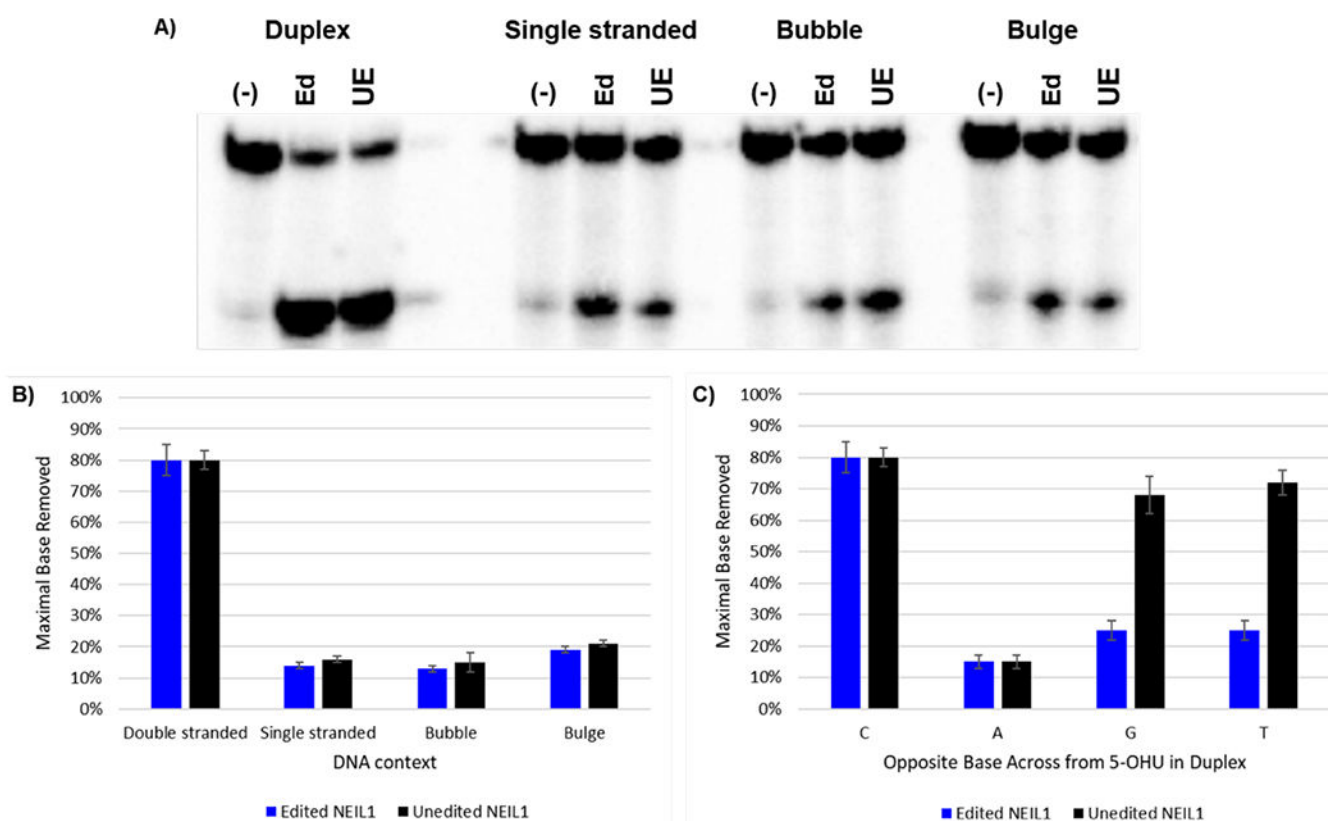 A) Duplex Single stranded Bubble Bulge
(-) Ed UE (-) Ed UE (-) Ed UE (-) Ed UE
B)
100%
90%
80%
70%
60%
50%
40%
30%
20%
10%
0%
Maximal Base Removed
Double stranded Single stranded Bubble Bulge
DNA context
Edited NEIL1 Unedited NEIL1
C)
100%
90%
80%
70%
60%
50%
40%
30%
20%
10%
0%
Maximal Base Removed
C A G T
Opposite Base Across from 5-OHU in Duplex
Edited NEIL1 Unedited NEIL1